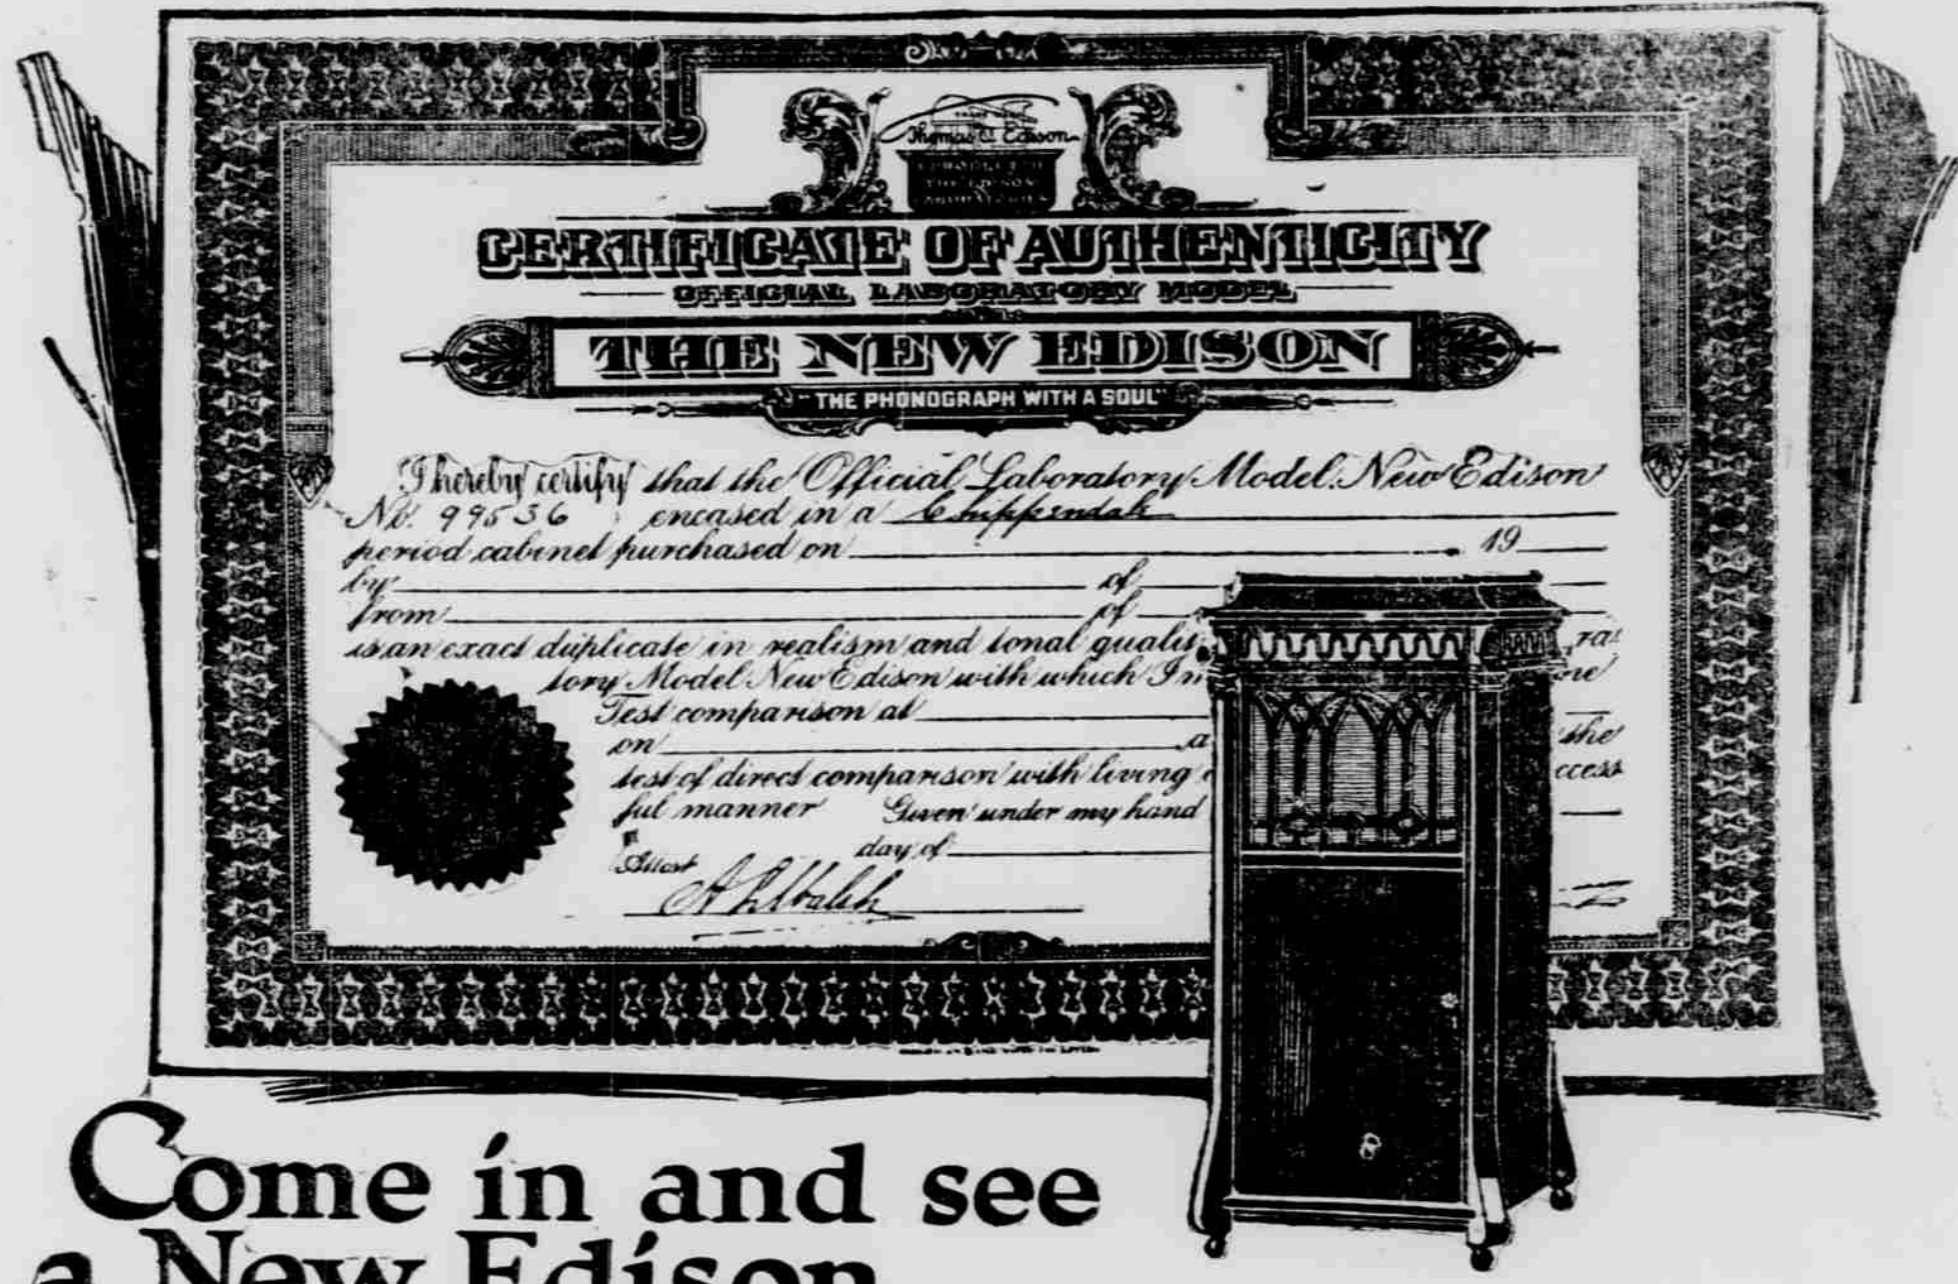 Thomas A Edison
CERTIFICATE OF AUTHENTICITY
OFFICIAL LABORATORY MODEL
THE NEW EDISON
"THE PHONOGRAPH WITH A SOUL"
I hereby certify that the Official Laboratory Model New Edison
No. 99536 encased in a Chippendale
period cabinet purchased on 19
by of
from of
is an exact duplicate in realism and tonal
tory Model New Edison with which I
Test comparison at
on the
test of direct comparison with living ccess
ful manner Given under my hand
day of
Attest
Come in and see
a New Edison